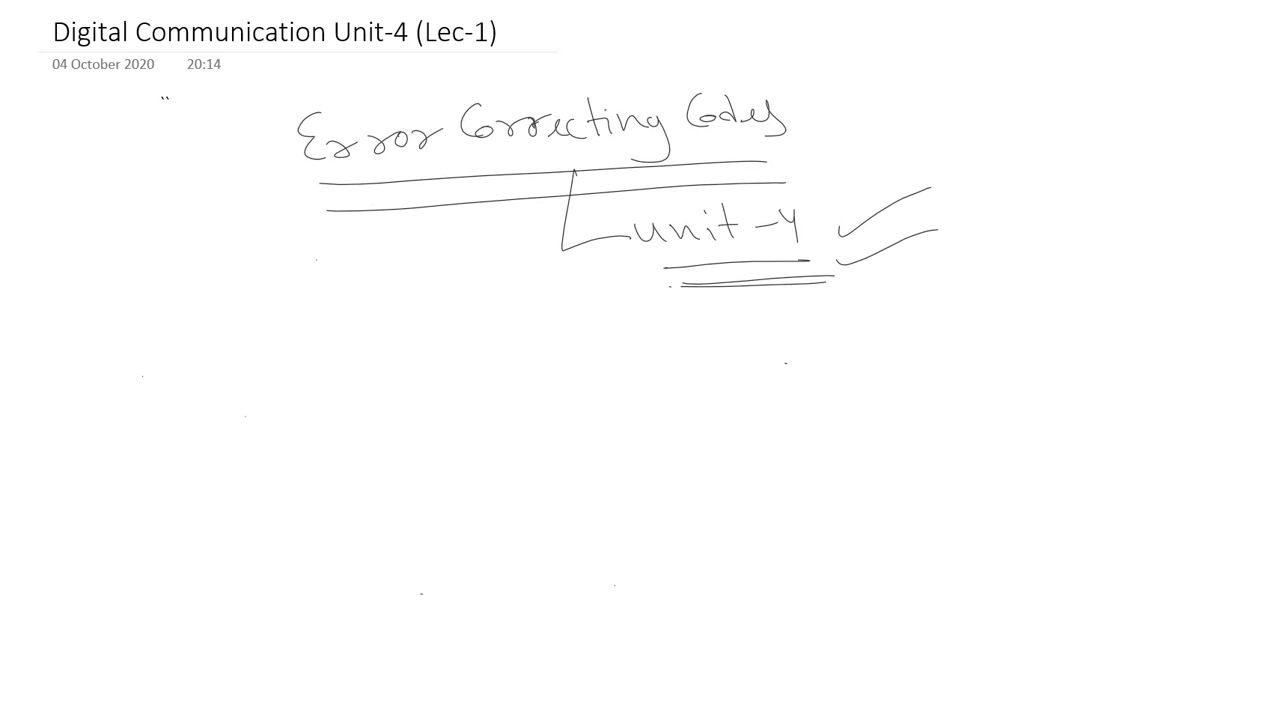 Digital Communication Unit-4 (Lec-1)
04 October 2020 20:14
Error Correcting Codes
unit-4